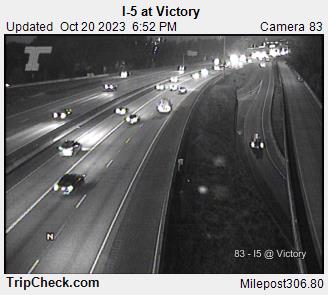 I-5 at Victory
Updated Oct 20 2023 6:52 PM Camera 83
T
N
83 - I5 @ Victory
TripCheck.com Milepost306.80